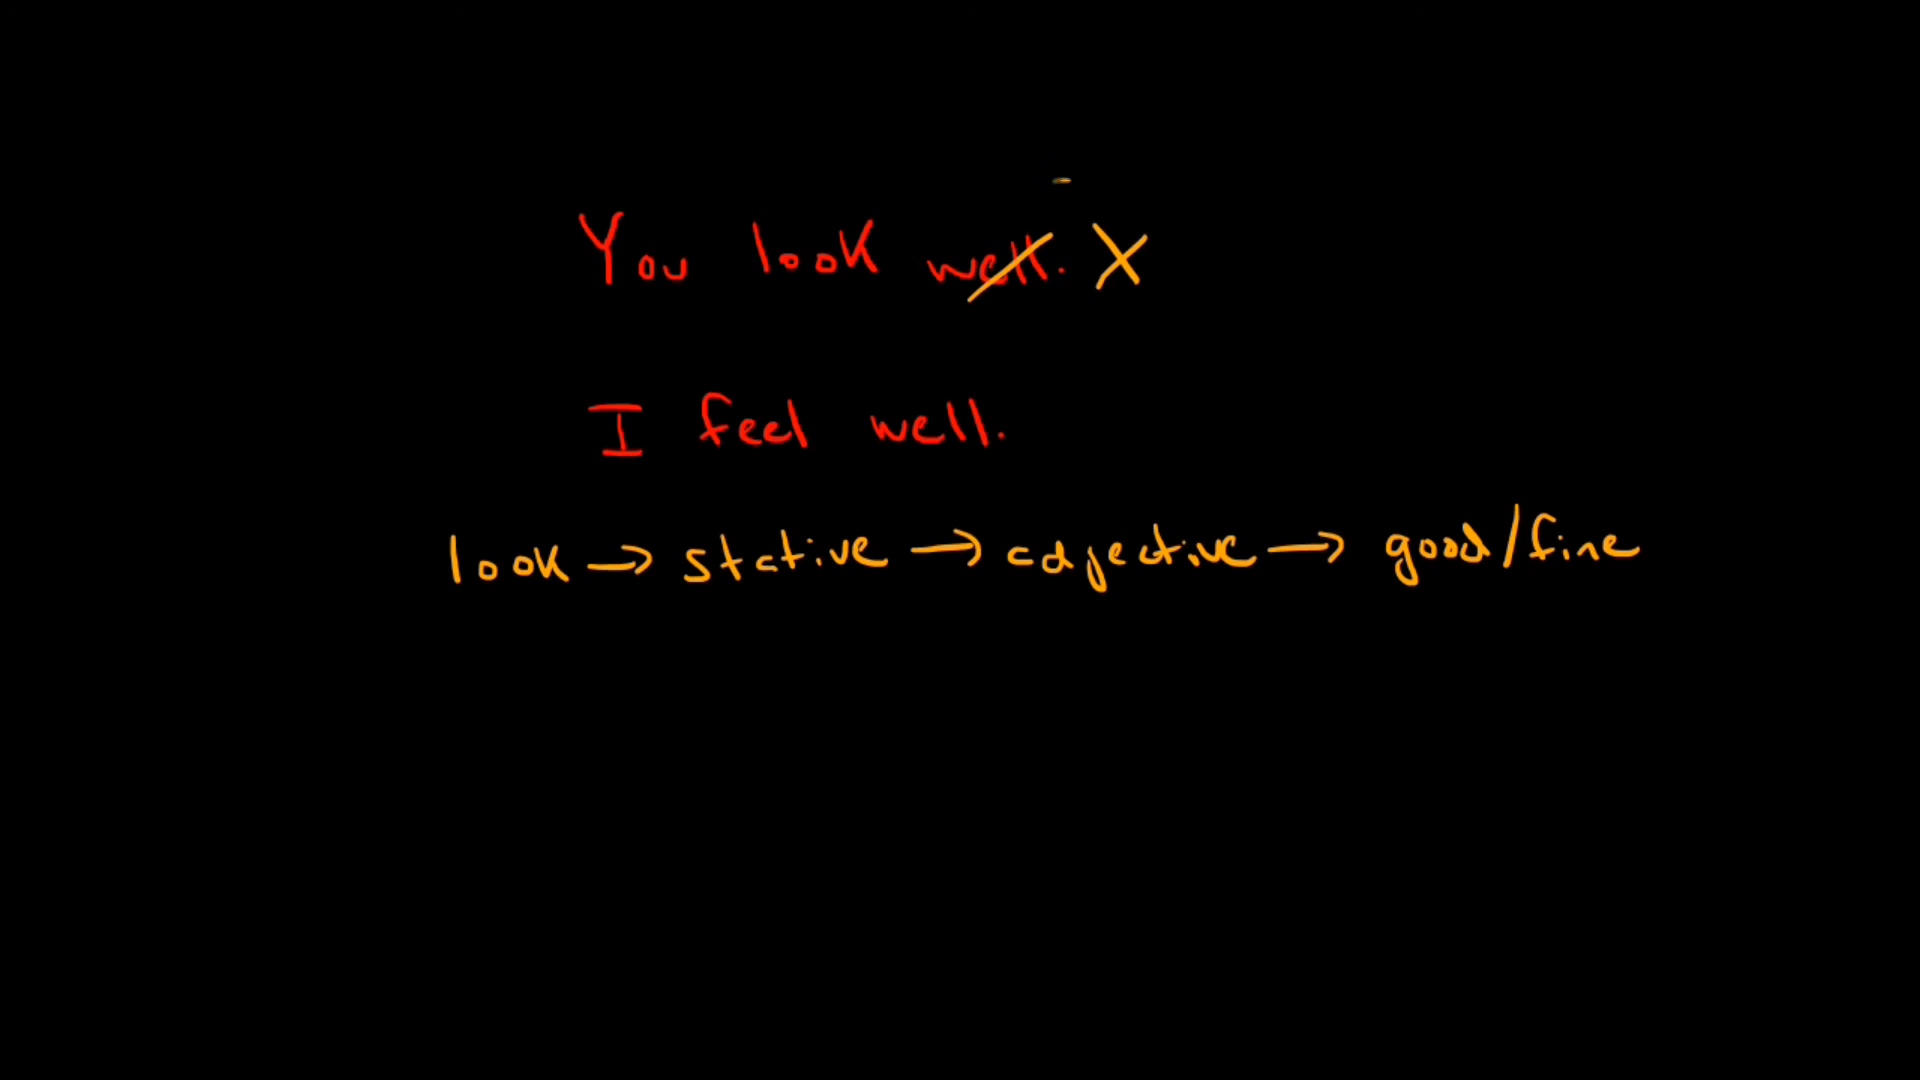 You look well. X
I feel well.
look → stative → adjective → good/fine